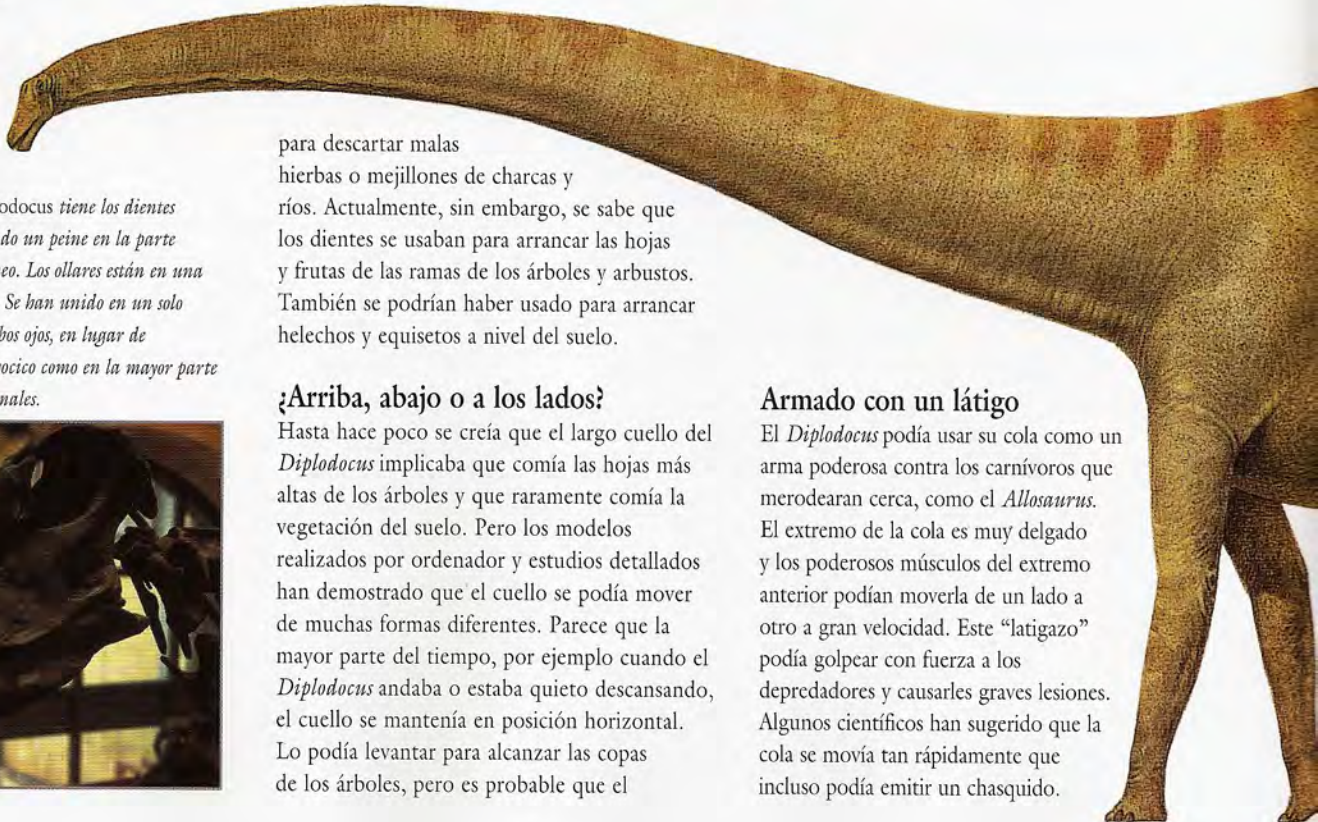 odocus tiene los dientes
do un peine en la parte
eo. Los ollares están en una
Se han unido en un solo
bos ojos, en lugar de
ocico como en la mayor parte
nales.
para descartar malas
hierbas o mejillones de charcas y
ríos. Actualmente, sin embargo, se sabe que
los dientes se usaban para arrancar las hojas
y frutas de las ramas de los árboles y arbustos.
También se podrían haber usado para arrancar
helechos y equisetos a nivel del suelo.
¿Arriba, abajo o a los lados?
Hasta hace poco se creía que el largo cuello del
Diplodocus implicaba que comía las hojas más
altas de los árboles y que raramente comía la
vegetación del suelo. Pero los modelos
realizados por ordenador y estudios detallados
han demostrado que el cuello se podía mover
de muchas formas diferentes. Parece que la
mayor parte del tiempo, por ejemplo cuando el
Diplodocus andaba o estaba quieto descansando,
el cuello se mantenía en posición horizontal.
Lo podía levantar para alcanzar las copas
de los árboles, pero es probable que el
Armado con un látigo
El Diplodocus podía usar su cola como un
arma poderosa contra los carnívoros que
merodearan cerca, como el Allosaurus.
El extremo de la cola es muy delgado
y los poderosos músculos del extremo
anterior podían moverla de un lado a
otro a gran velocidad. Este “latigazo”
podía golpear con fuerza a los
depredadores y causarles graves lesiones.
Algunos científicos han sugerido que la
cola se movía tan rápidamente que
incluso podía emitir un chasquido.